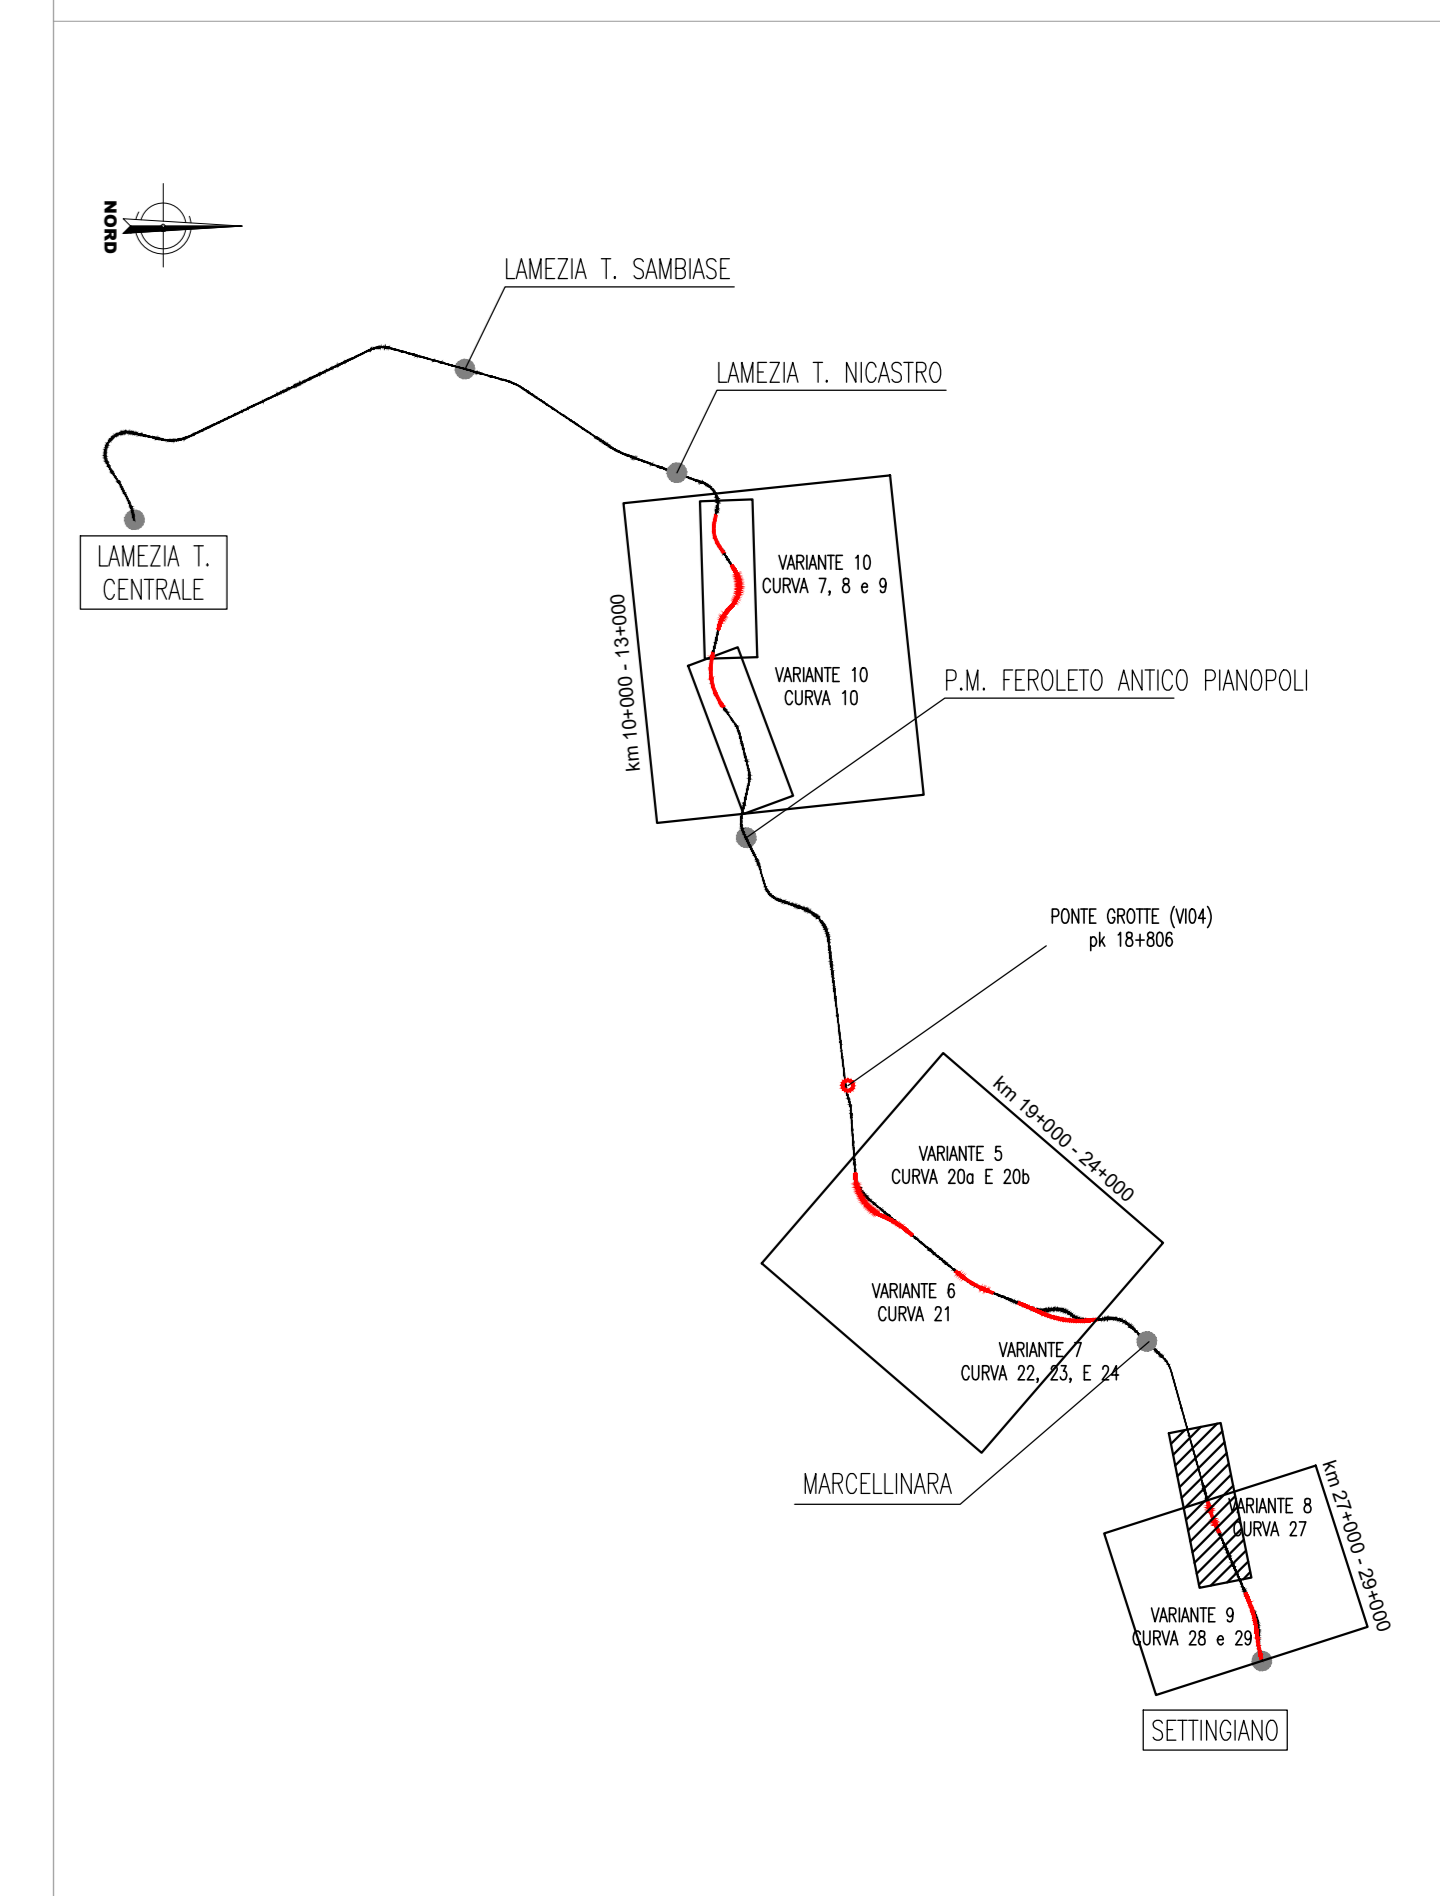 NORD
LAMEZIA T. SAMBIASE
LAMEZIA T. NICASTRO
LAMEZIA T.
CENTRALE
km 10+000 - 13+000
VARIANTE 10
CURVA 7, 8 e 9
VARIANTE 10
CURVA 10
P.M. FEROLETO ANTICO PIANOPOLI
PONTE GROTTE (VI04)
pk 18+806
km 19+000 - 24+000
VARIANTE 5
CURVA 20a E 20b
VARIANTE 6
CURVA 21
VARIANTE 7
CURVA 22, 23, E 24
MARCELLINARA
km 27+000 - 29+000
VARIANTE 8
CURVA 27
VARIANTE 9
CURVA 28 e 29
SETTINGIANO